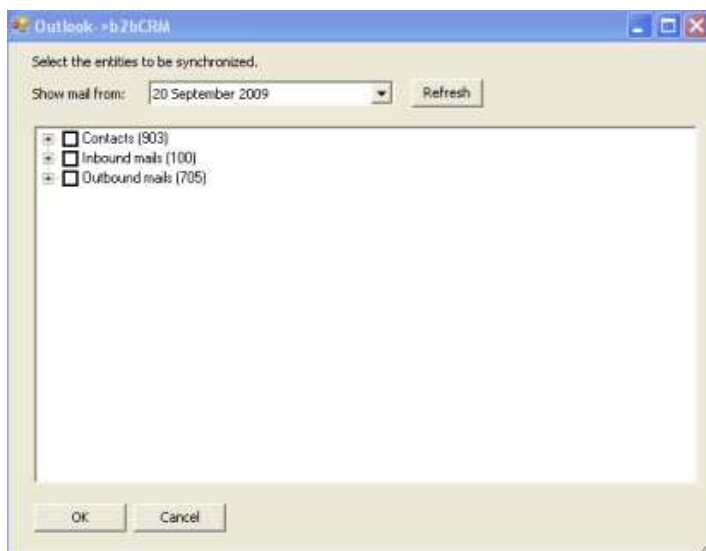 Outlook->b2bCRM
Select the entities to be synchronized.
Show mail from: 20 September 2009 Refresh
Contacts (903)
Inbound mails (100)
Outbound mails (705)
OK Cancel